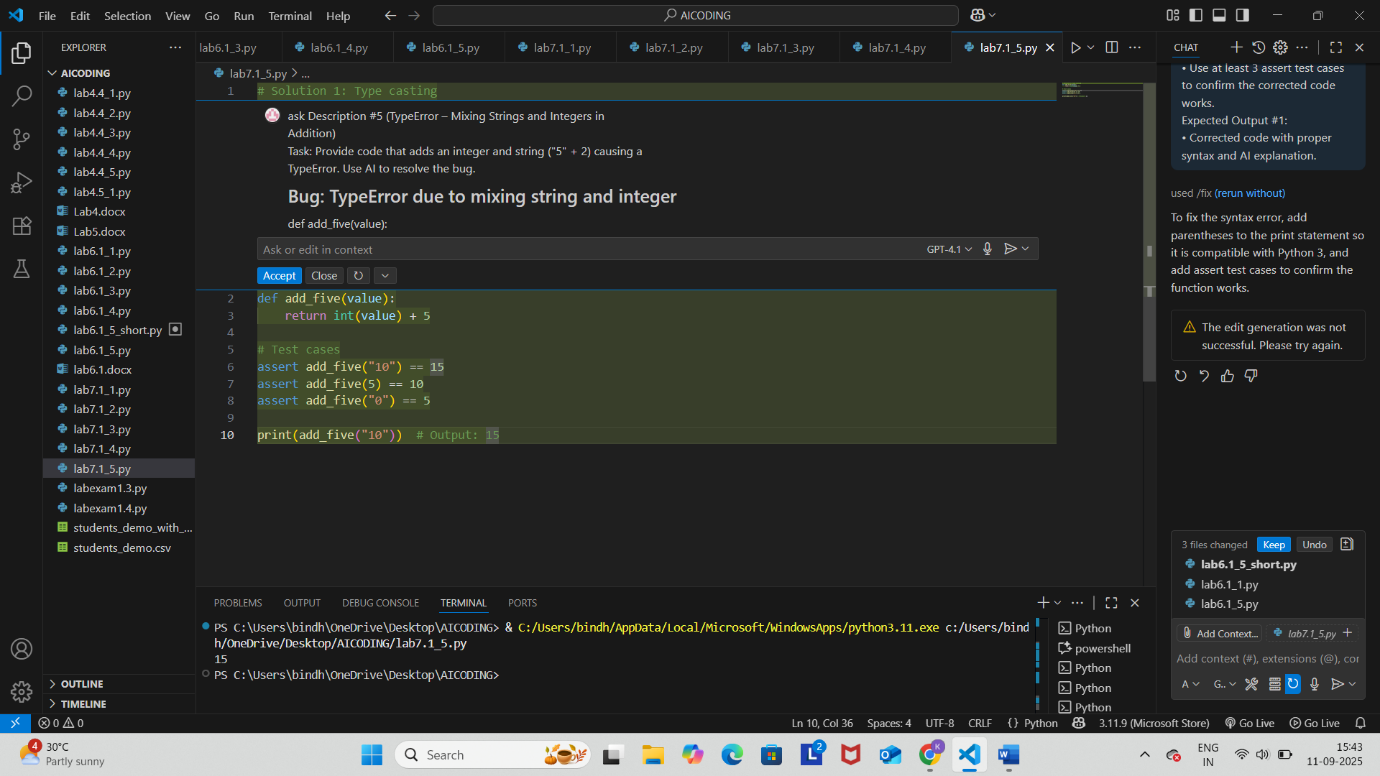 File Edit Selection View Go Run Terminal Help
AICODING
EXPLORER
AICODING
lab4.4_1.py
lab4.4_2.py
lab4.4_3.py
lab4.4_4.py
lab4.4_5.py
lab4.5_1.py
Lab4.docx
Lab5.docx
lab6.1_1.py
lab6.1_2.py
lab6.1_3.py
lab6.1_4.py
lab6.1_5_short.py
lab6.1_5.py
lab6.1.docx
lab7.1_1.py
lab7.1_2.py
lab7.1_3.py
lab7.1_4.py
lab7.1_5.py
labexam1.3.py
labexam1.4.py
students_demo_with_...
students_demo.csv
OUTLINE
TIMELINE
lab6.1_3.py lab6.1_4.py lab6.1_5.py lab7.1_1.py lab7.1_2.py lab7.1_3.py lab7.1_4.py lab7.1_5.py
lab7.1_5.py > ...
1 # Solution 1: Type casting
ask Description #5 (TypeError – Mixing Strings and Integers in
Addition)
Task: Provide code that adds an integer and string ("5" + 2) causing a
TypeError. Use AI to resolve the bug.
Bug: TypeError due to mixing string and integer
def add_five(value):
Ask or edit in context GPT-4.1
Accept Close
2 def add_five(value):
3 return int(value) + 5
4
5 # Test cases
6 assert add_five("10") == 15
7 assert add_five(5) == 10
8 assert add_five("0") == 5
9
10 print(add_five("10")) # Output: 15
PROBLEMS OUTPUT DEBUG CONSOLE TERMINAL PORTS
PS C:\Users\bindh\OneDrive\Desktop\AICODING> & C:/Users/bindh/AppData/Local/Microsoft/WindowsApps/python3.11.exe c:/Users/bind
h/OneDrive/Desktop/AICODING/lab7.1_5.py
15
PS C:\Users\bindh\OneDrive\Desktop\AICODING>
Python
powershell
Python
Python
Python
CHAT
• Use at least 3 assert test cases
to confirm the corrected code
works.
Expected Output #1:
• Corrected code with proper
syntax and AI explanation.
used /fix (rerun without)
To fix the syntax error, add
parentheses to the print statement so
it is compatible with Python 3, and
add assert test cases to confirm the
function works.
The edit generation was not
successful. Please try again.
3 files changed Keep Undo
lab6.1_5_short.py
lab6.1_1.py
lab6.1_5.py
Add Context... lab7.1_5.py
Add context (#), extensions (@), cor
A G..
0 0
Ln 10, Col 36 Spaces: 4 UTF-8 CRLF {} Python 3.11.9 (Microsoft Store) Go Live Go Live
4
30°C
Partly sunny
Search
2
K
ENG
IN
15:43
11-09-2025